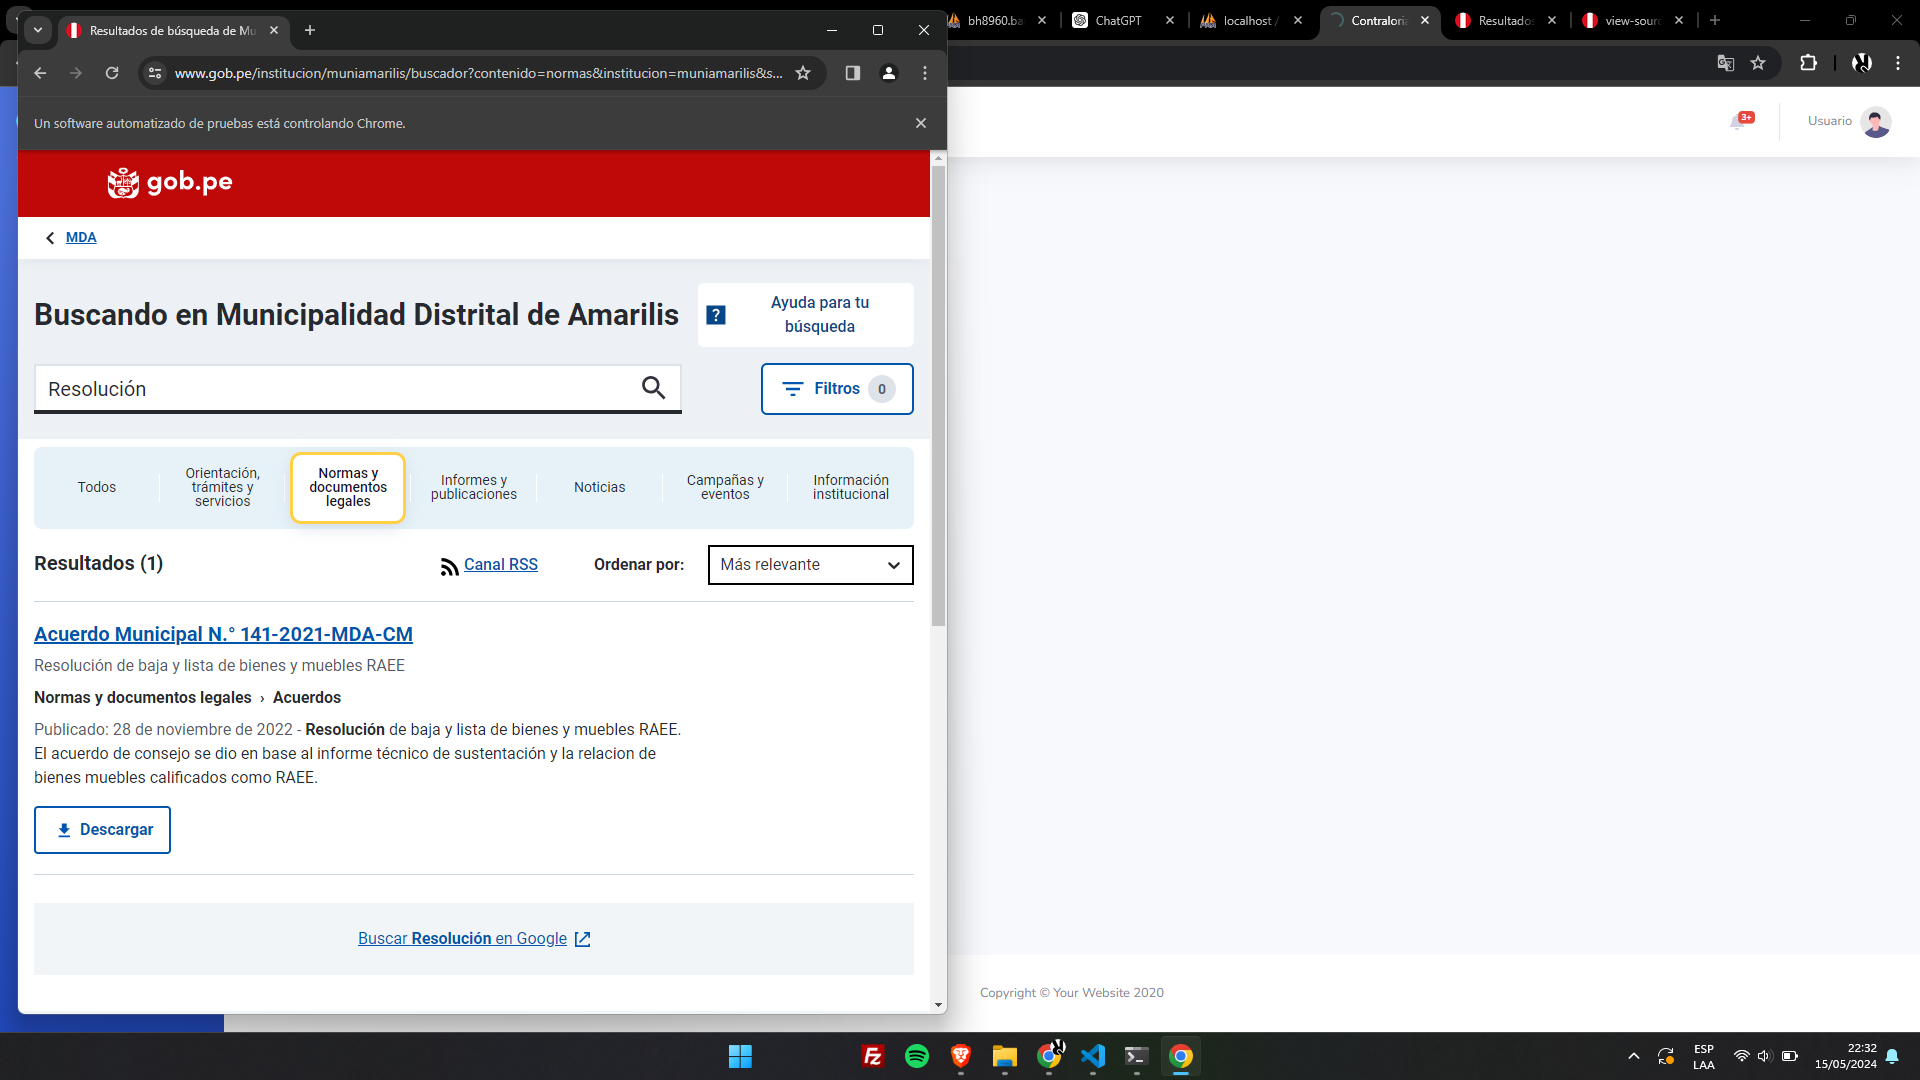 Resultados de búsqueda de Mu
bh8960.ba
ChatGPT
localhost /
Contraloria
Resultados
view-sour
www.gob.pe/institucion/muniamarilis/buscador?contenido=normas&institucion=muniamarilis&s...
Un software automatizado de pruebas está controlando Chrome.
3+
Usuario
gob.pe
MDA
Buscando en Municipalidad Distrital de Amarilis
? Ayuda para tu
búsqueda
Resolución
Filtros 0
Todos
Orientación,
trámites y
servicios
Normas y
documentos
legales
Informes y
publicaciones
Noticias
Campañas y
eventos
Información
institucional
Resultados (1)
Canal RSS
Ordenar por:
Más relevante
Acuerdo Municipal N.° 141-2021-MDA-CM
Resolución de baja y lista de bienes y muebles RAEE
Normas y documentos legales › Acuerdos
Publicado: 28 de noviembre de 2022 - Resolución de baja y lista de bienes y muebles RAEE.
El acuerdo de consejo se dio en base al informe técnico de sustentación y la relacion de
bienes muebles calificados como RAEE.
Descargar
Buscar Resolución en Google
Copyright © Your Website 2020
Fz
ESP
LAA
22:32
15/05/2024